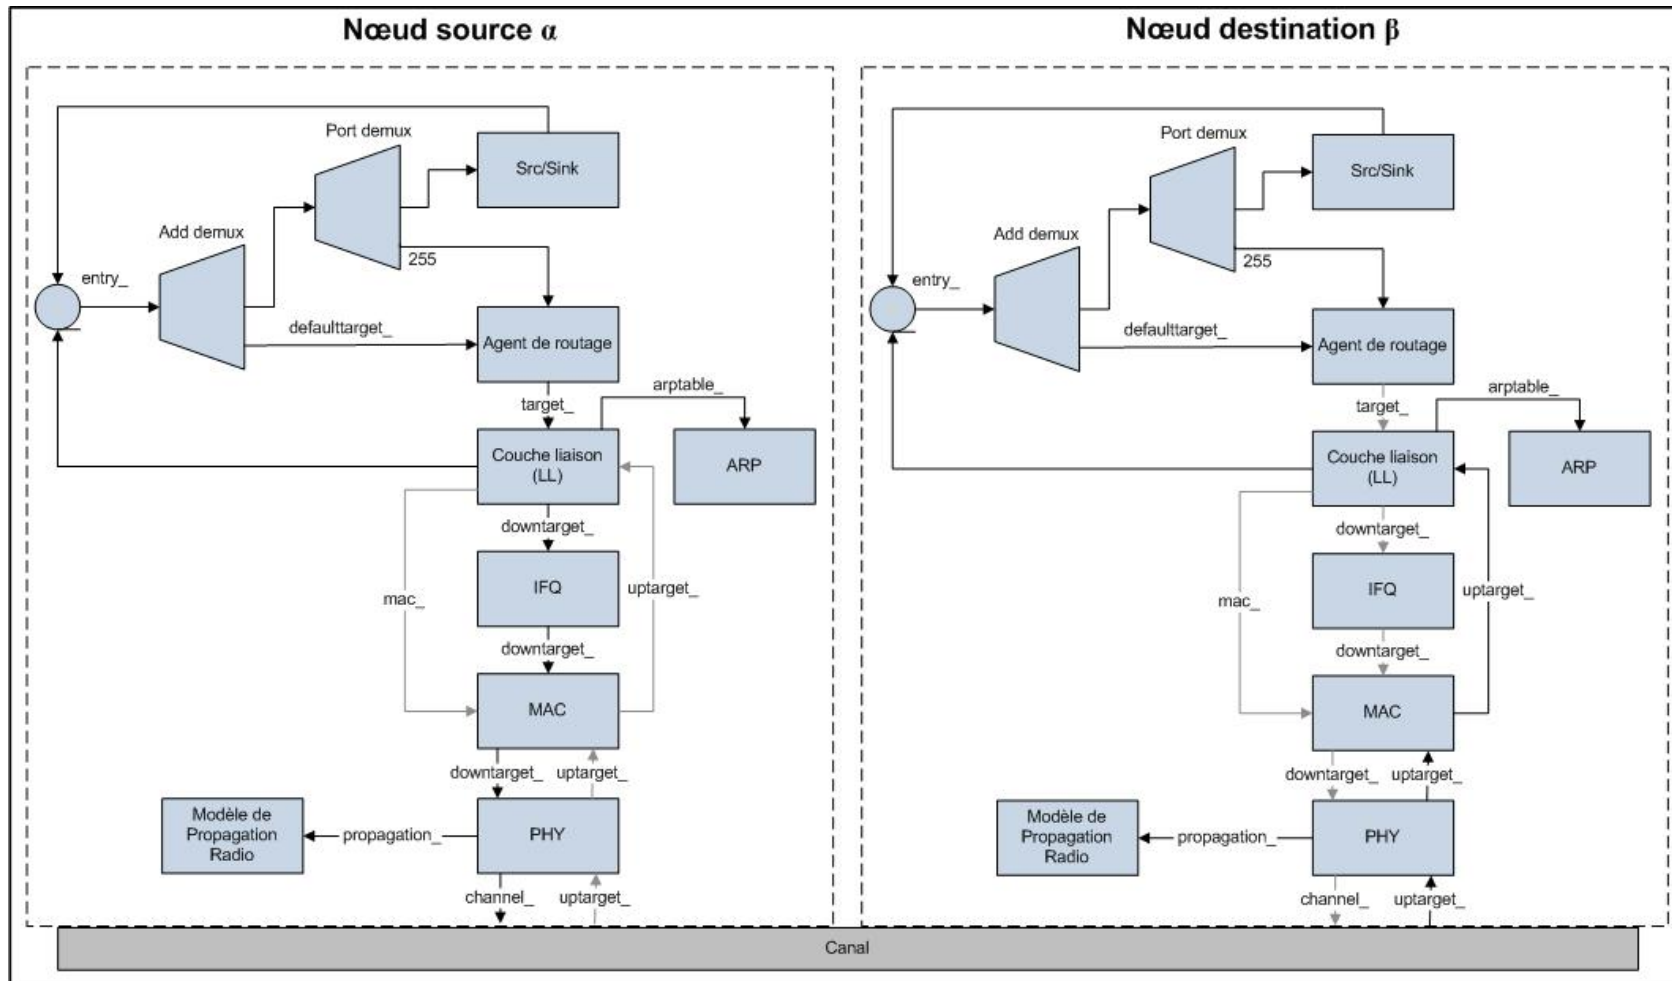 Nœud source α
Port demux
Src/Sink
Add demux
255
entry_
defaulttarget_
Agent de routage
arptable_
target_
Couche liaison
(LL)
ARP
downtarget_
IFQ
mac_
uptarget_
downtarget_
MAC
downtarget_
uptarget_
Modèle de
Propagation
Radio
propagation_
PHY
channel_
uptarget_
Nœud destination β
Port demux
Src/Sink
Add demux
255
entry_
defaulttarget_
Agent de routage
arptable_
target_
Couche liaison
(LL)
ARP
downtarget_
IFQ
mac_
uptarget_
downtarget_
MAC
downtarget_
uptarget_
Modèle de
Propagation
Radio
propagation_
PHY
channel_
uptarget_
Canal